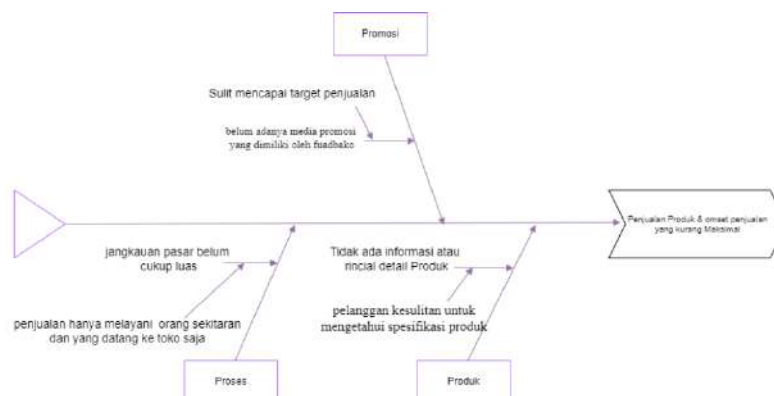 Promosi
Sulit mencapai target penjualan
belum adanya media promosi
yang dimiliki oleh fuadbako
Penjualan Produk & omset penjualan
yang kurang Maksimal
jangkauan pasar belum
cukup luas
Tidak ada informasi atau
rincial detail Produk
penjualan hanya melayani orang sekitaran
dan yang datang ke toko saja
pelanggan kesulitan untuk
mengetahui spesifikasi produk
Proses
Produk